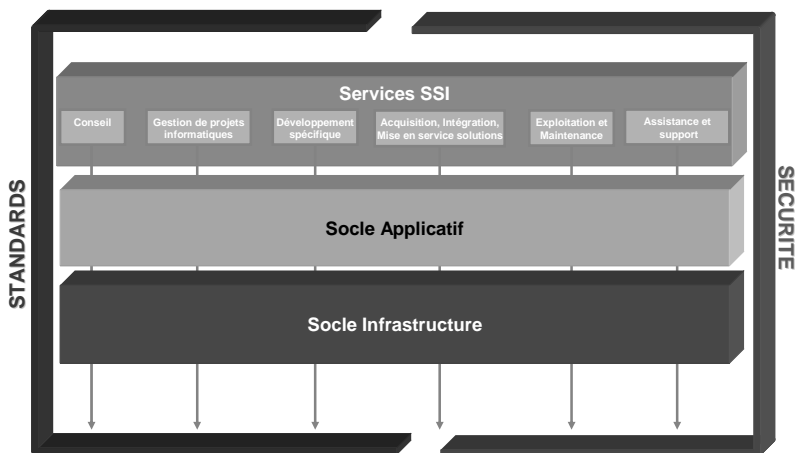 Services SSI
Conseil
Gestion de projets
informatiques
Développement
spécifique
Acquisition, Intégration,
Mise en service solutions
Exploitation et
Maintenance
Assistance et
support
STANDARDS
SECURITE
Socle Applicatif
Socle Infrastructure